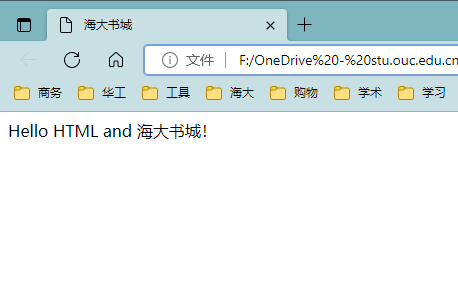 海大书城
文件 F:/OneDrive%20-%20stu.ouc.edu.cn
商务 华工 工具 海大 购物 学术 学习
Hello HTML and 海大书城！